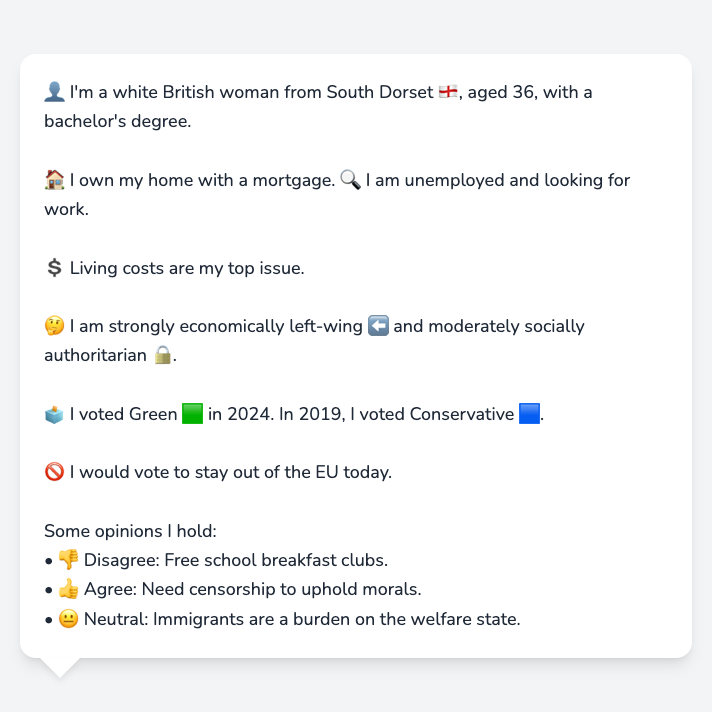 👤 I'm a white British woman from South Dorset 🏴󠁧󠁢󠁥󠁮󠁧󠁿, aged 36, with a
bachelor's degree.
🏠 I own my home with a mortgage. 🔍 I am unemployed and looking for
work.
💲 Living costs are my top issue.
🤔 I am strongly economically left-wing ⬅️ and moderately socially
authoritarian 🔒.
🗳️ I voted Green 🟩 in 2024. In 2019, I voted Conservative 🟦.
🚫 I would vote to stay out of the EU today.
Some opinions I hold:
• 👎 Disagree: Free school breakfast clubs.
• 👍 Agree: Need censorship to uphold morals.
• 😐 Neutral: Immigrants are a burden on the welfare state.